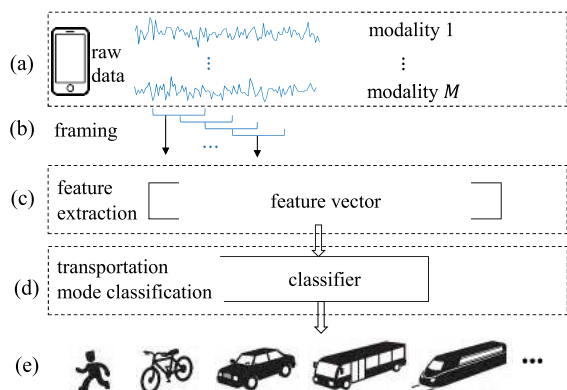 (a) raw data modality 1
⋮ ⋮
modality M
(b) framing
...
(c) feature extraction feature vector
(d) transportation mode classification classifier
(e) ...